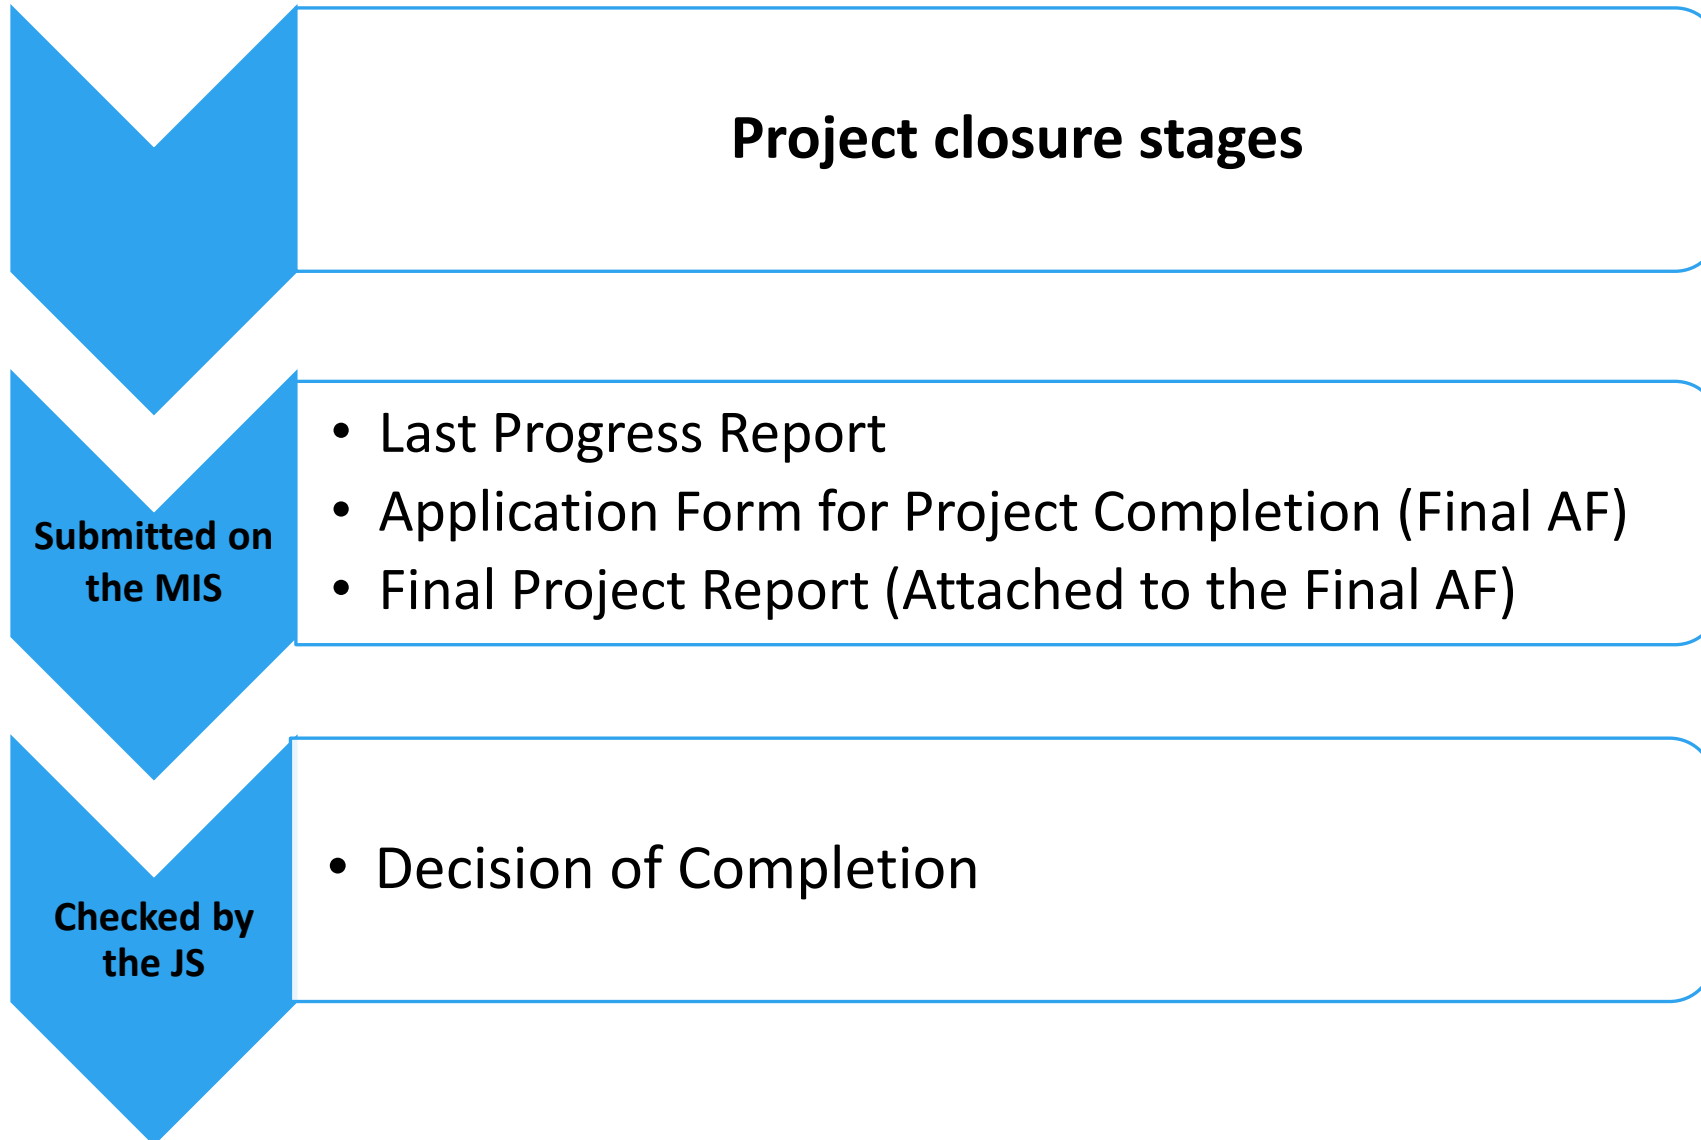 Project closure stages
Submitted on
the MIS
• Last Progress Report
• Application Form for Project Completion (Final AF)
• Final Project Report (Attached to the Final AF)
Checked by
the JS
• Decision of Completion